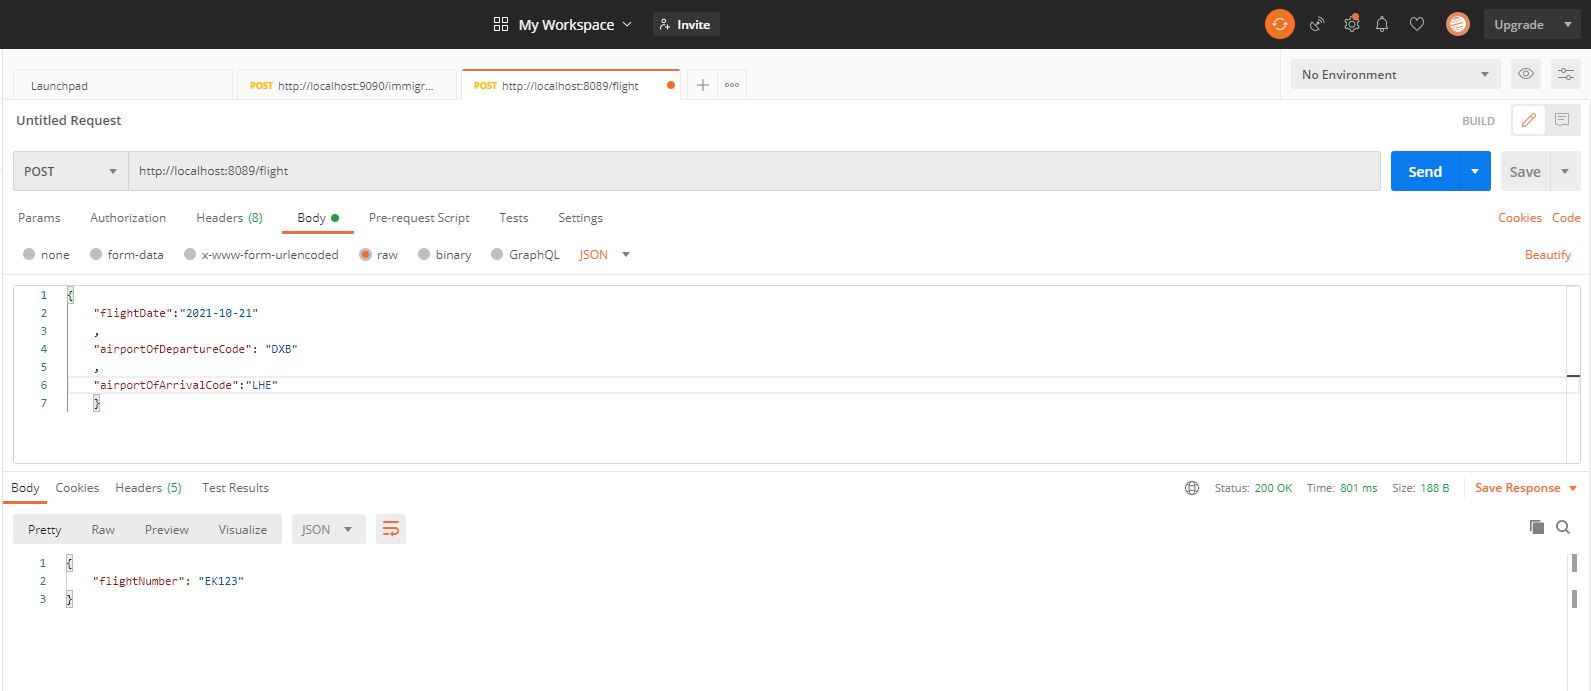 My Workspace Invite Upgrade
Launchpad POST http://localhost:9090/immigr... POST http://localhost:8089/flight No Environment
Untitled Request BUILD
POST http://localhost:8089/flight Send Save
Params Authorization Headers (8) Body Pre-request Script Tests Settings Cookies Code
none form-data x-www-form-urlencoded raw binary GraphQL JSON Beautify
1 {
2 "flightDate":"2021-10-21"
3 ,
4 "airportOfDepartureCode": "DXB"
5 ,
6 "airportOfArrivalCode":"LHE"
7 }
Body Cookies Headers (5) Test Results Status: 200 OK Time: 801 ms Size: 188 B Save Response
Pretty Raw Preview Visualize JSON
1 {
2 "flightNumber": "EK123"
3 }